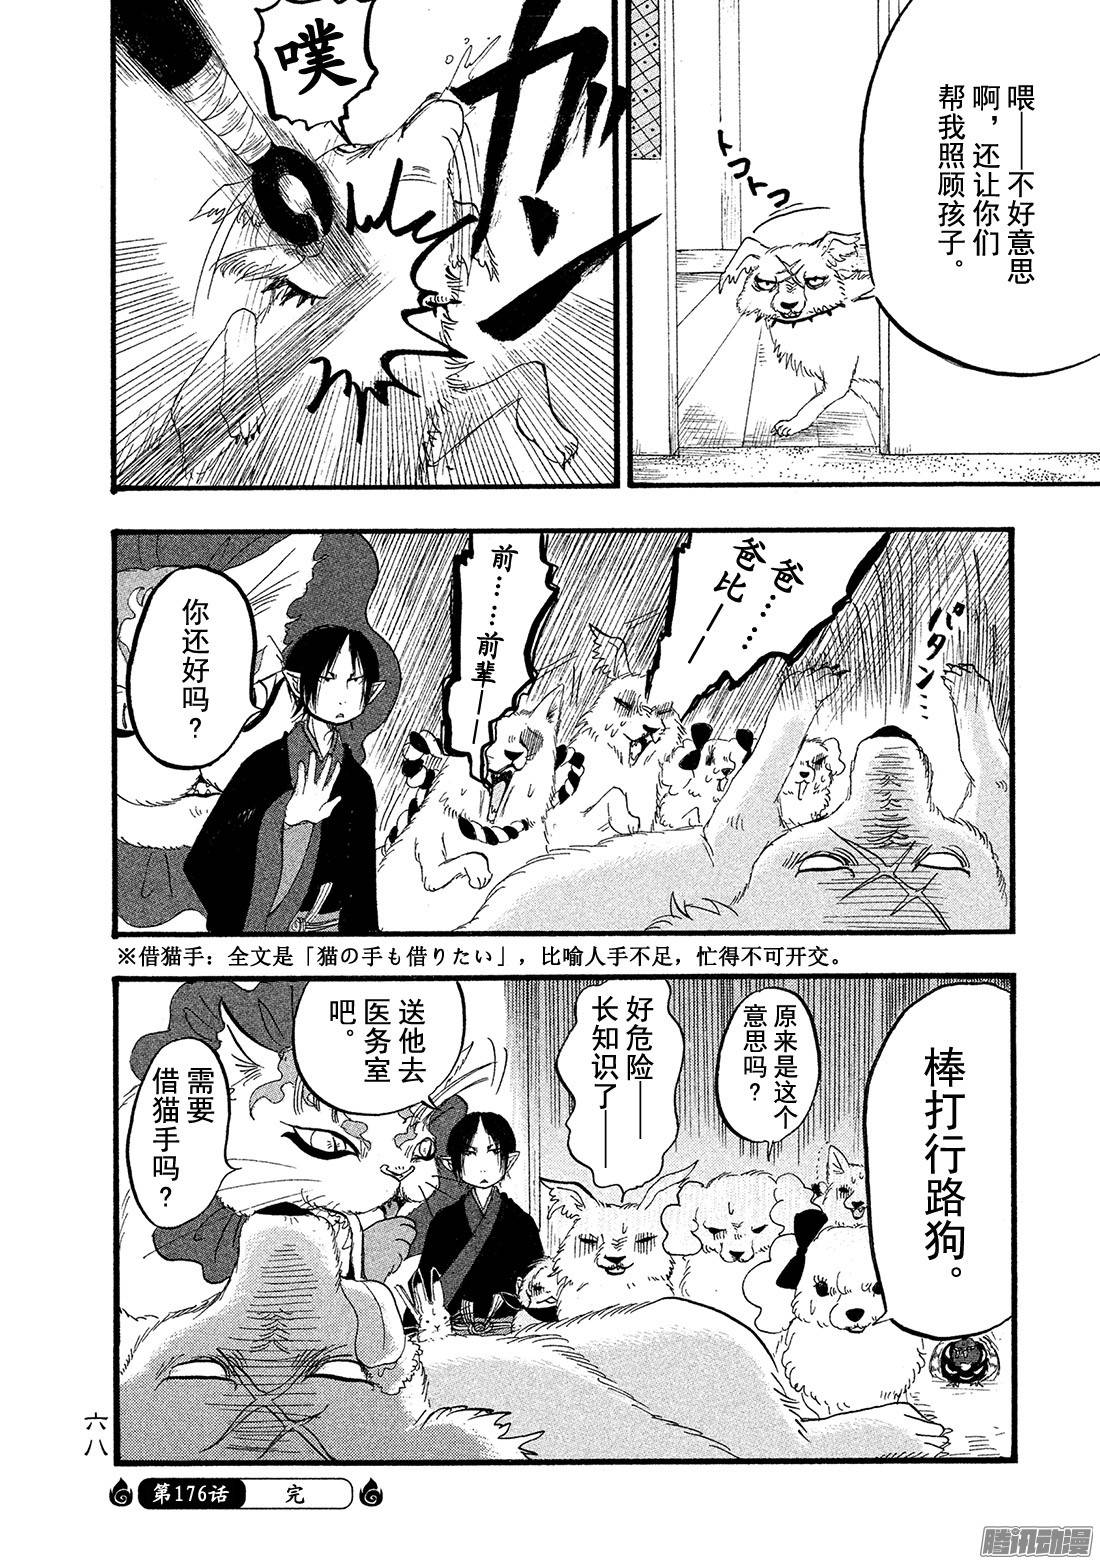 喂——不好意思
啊，还让你们
帮我照顾孩子。
トコトコ
噗
ガン
爸……
爸比——
バタン…
前……前辈——
你还好吗？
※借猫手：全文是「猫の手も借りたい」，比喻人手不足，忙得不可开交。
棒打行路狗。
原来是这个
意思吗？
好危险——
长知识了——
送他去
医务室
吧。
需要
借猫手吗？
六八
第176话 完
腾讯动漫